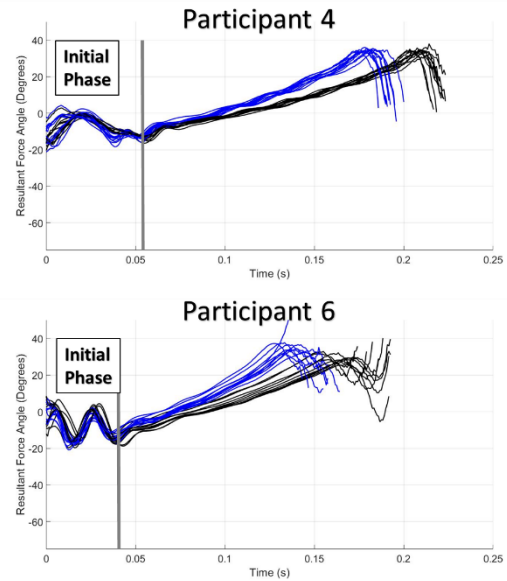 Participant 4
Initial
Phase
Resultant Force Angle (Degrees)
40
20
0
-20
-40
-60
0
0.05
0.1
0.15
0.2
0.25
Time (s)
Participant 6
Initial
Phase
Resultant Force Angle (Degrees)
40
20
0
-20
-40
-60
0
0.05
0.1
0.15
0.2
0.25
Time (s)